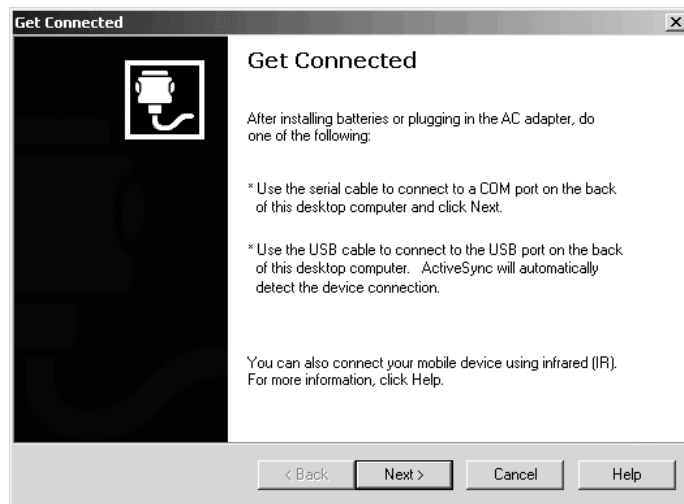 Get Connected
Get Connected
After installing batteries or plugging in the AC adapter, do
one of the following:
* Use the serial cable to connect to a COM port on the back
of this desktop computer and click Next.
* Use the USB cable to connect to the USB port on the back
of this desktop computer. ActiveSync will automatically
detect the device connection.
You can also connect your mobile device using infrared (IR).
For more information, click Help.
< Back Next > Cancel Help